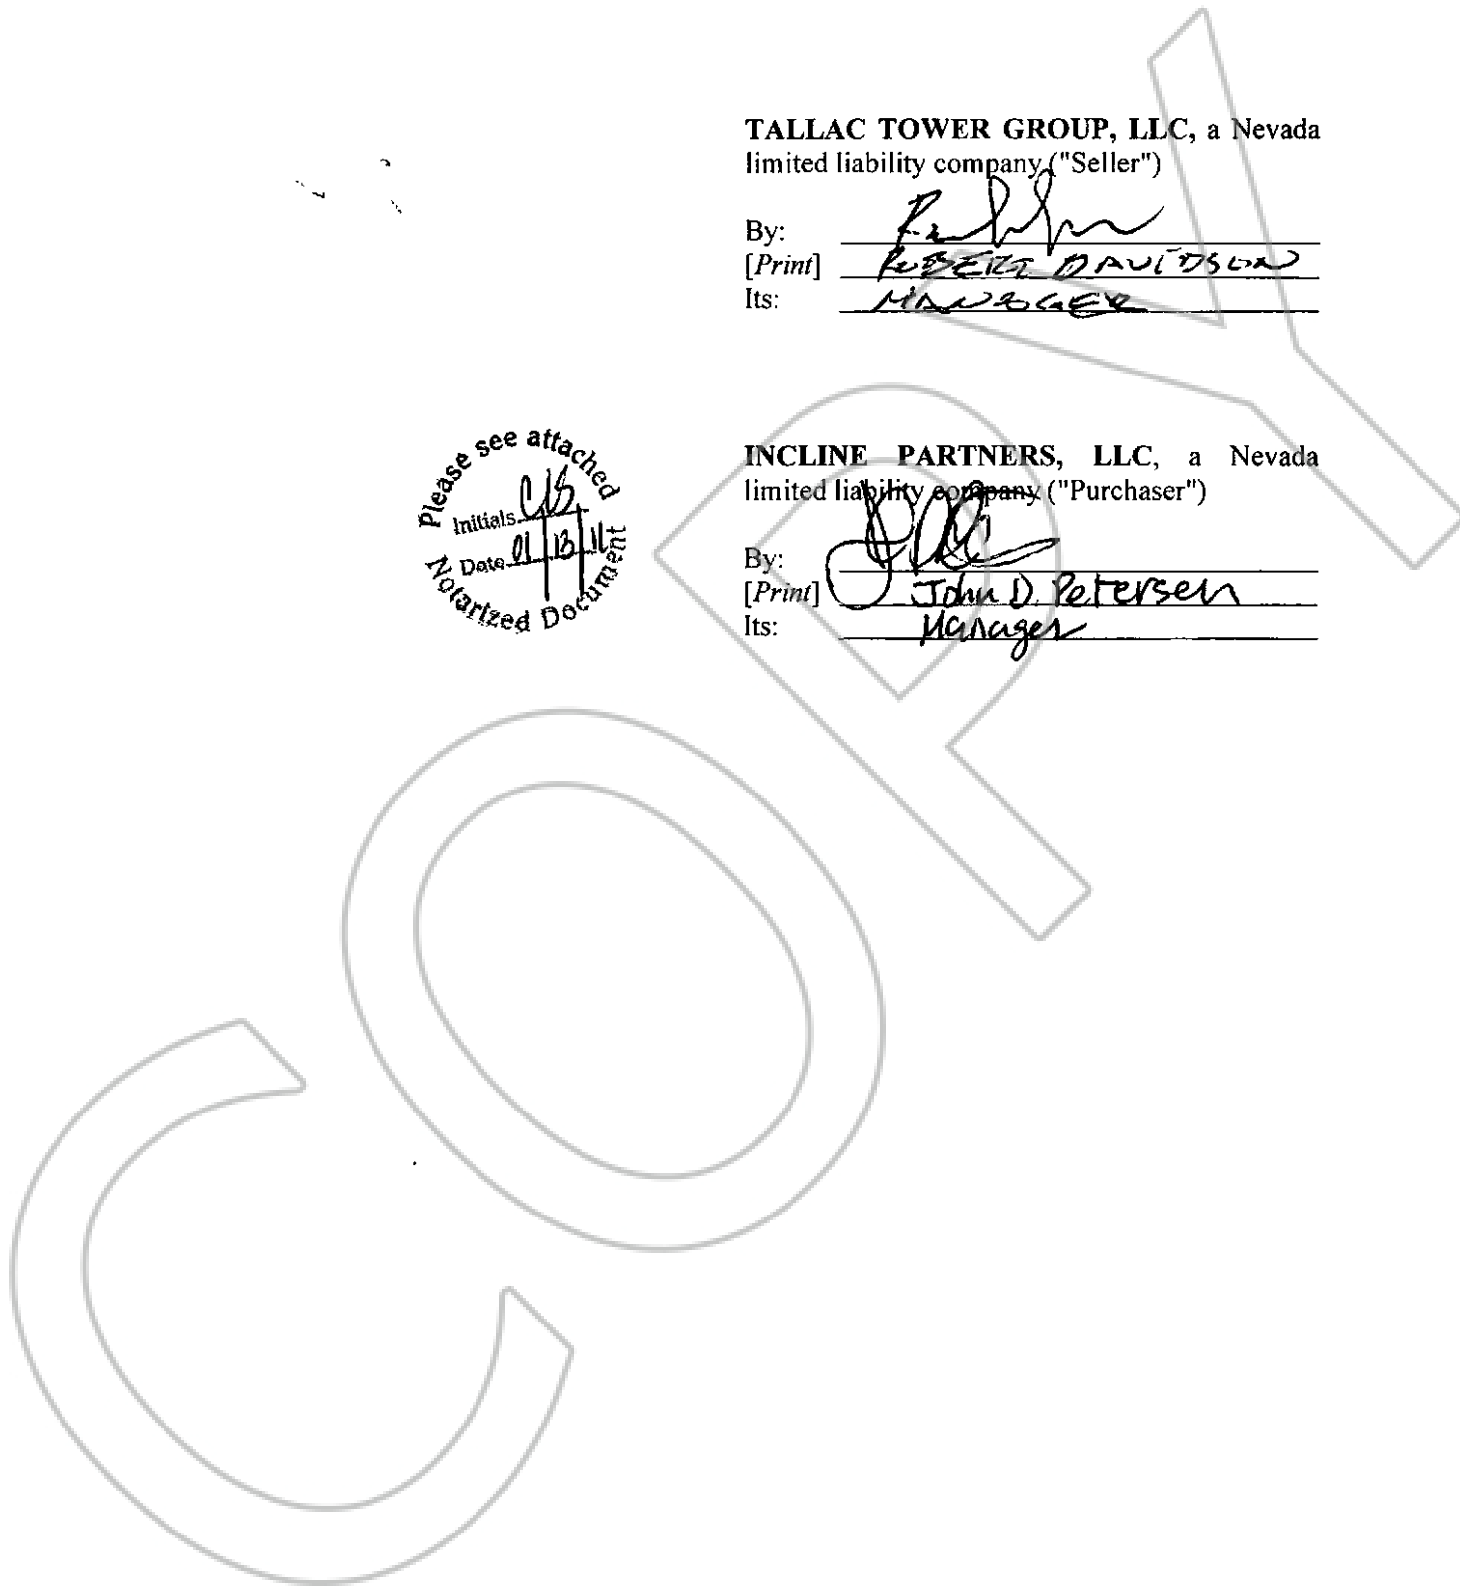 TALLAC TOWER GROUP, LLC, a Nevada
limited liability company ("Seller")
By:
[Print] ROBERT DAVIDSON
Its: MANAGER
Please see attached
Initials
Date 01 13
Notarized Document
INCLINE PARTNERS, LLC, a Nevada
limited liability company ("Purchaser")
By:
[Print] John D. Petersen
Its: Manager
COPY